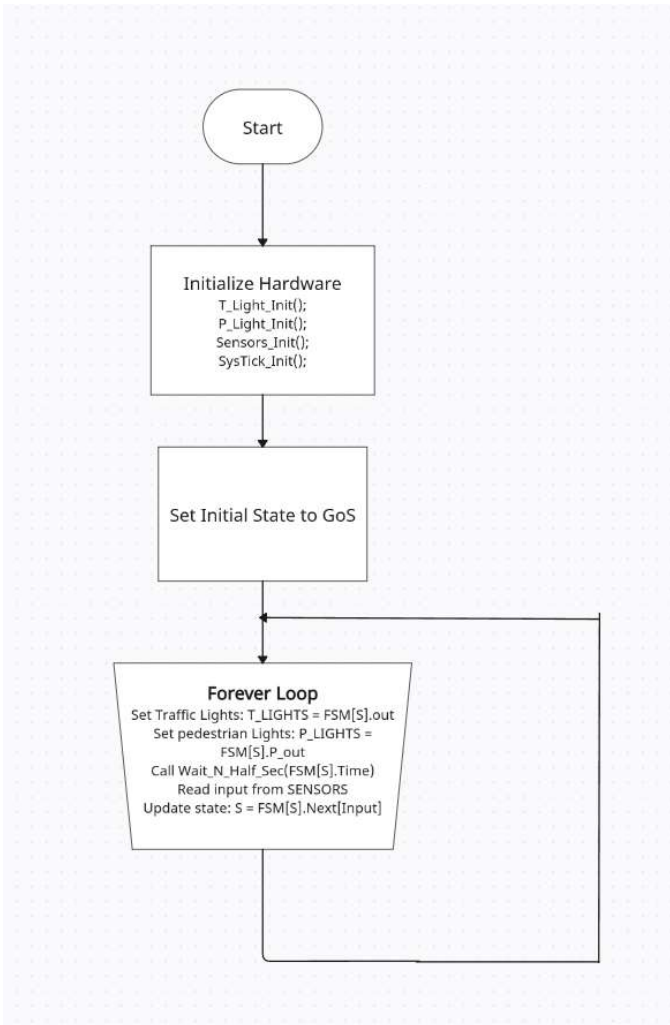 Start
Initialize Hardware
T_Light_Init();
P_Light_Init();
Sensors_Init();
SysTick_Init();
Set Initial State to GoS
Forever Loop
Set Traffic Lights: T_LIGHTS = FSM[S].out
Set pedestrian Lights: P_LIGHTS =
FSM[S].P_out
Call Wait_N_Half_Sec(FSM[S].Time)
Read input from SENSORS
Update state: S = FSM[S].Next[Input]